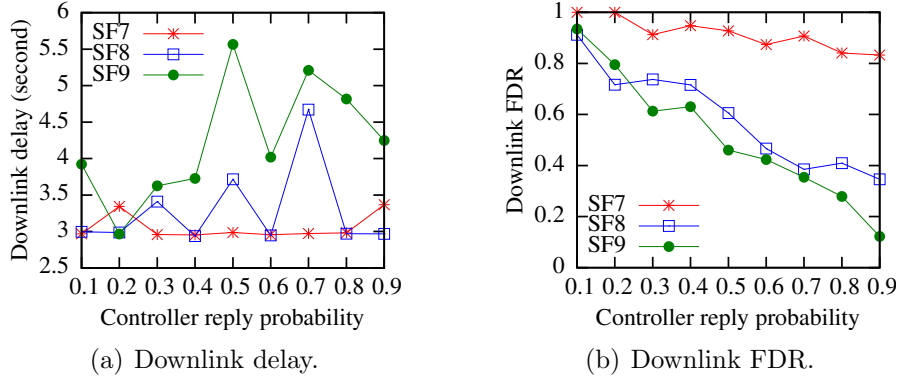 Downlink delay (second)
6
5.5
5
4.5
4
3.5
3
2.5
SF7
SF8
SF9
0.1 0.2 0.3 0.4 0.5 0.6 0.7 0.8 0.9
Controller reply probability
(a) Downlink delay.
Downlink FDR
1
0.8
0.6
0.4
0.2
0
SF7
SF8
SF9
0.1 0.2 0.3 0.4 0.5 0.6 0.7 0.8 0.9
Controller reply probability
(b) Downlink FDR.